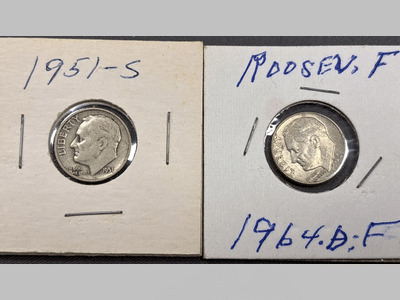 1951-S
LIBERTY
ROOSEV. F
1964.D:F